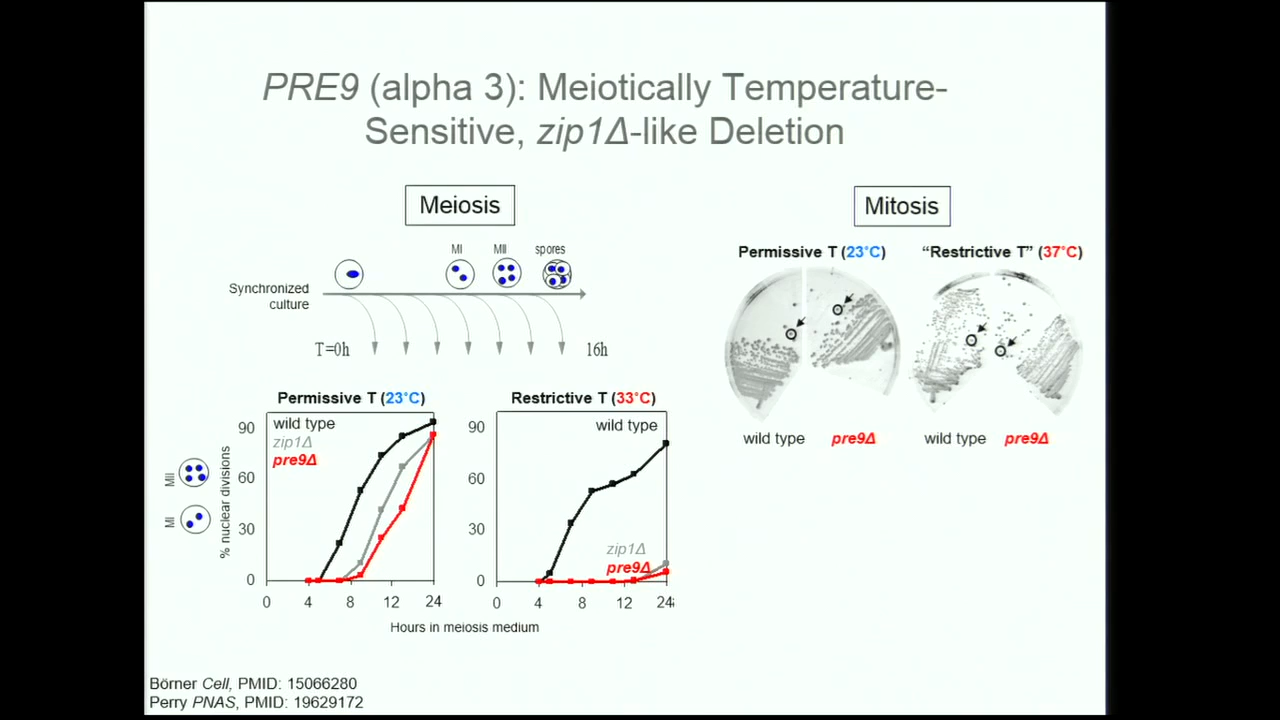 PRE9 (alpha 3): Meiotically Temperature-
Sensitive, zip1Δ-like Deletion
Meiosis
MI
MII
spores
Synchronized
culture
T=0h
16h
Permissive T (23°C)
wild type
zip1Δ
pre9Δ
90
60
30
0
% nuclear divisions
MII
MI
0 4 8 12 24
Restrictive T (33°C)
wild type
zip1Δ
pre9Δ
90
60
30
0
0 4 8 12 24
Hours in meiosis medium
Mitosis
Permissive T (23°C)
"Restrictive T" (37°C)
wild type
pre9Δ
wild type
pre9Δ
Börner Cell, PMID: 15066280
Perry PNAS, PMID: 19629172